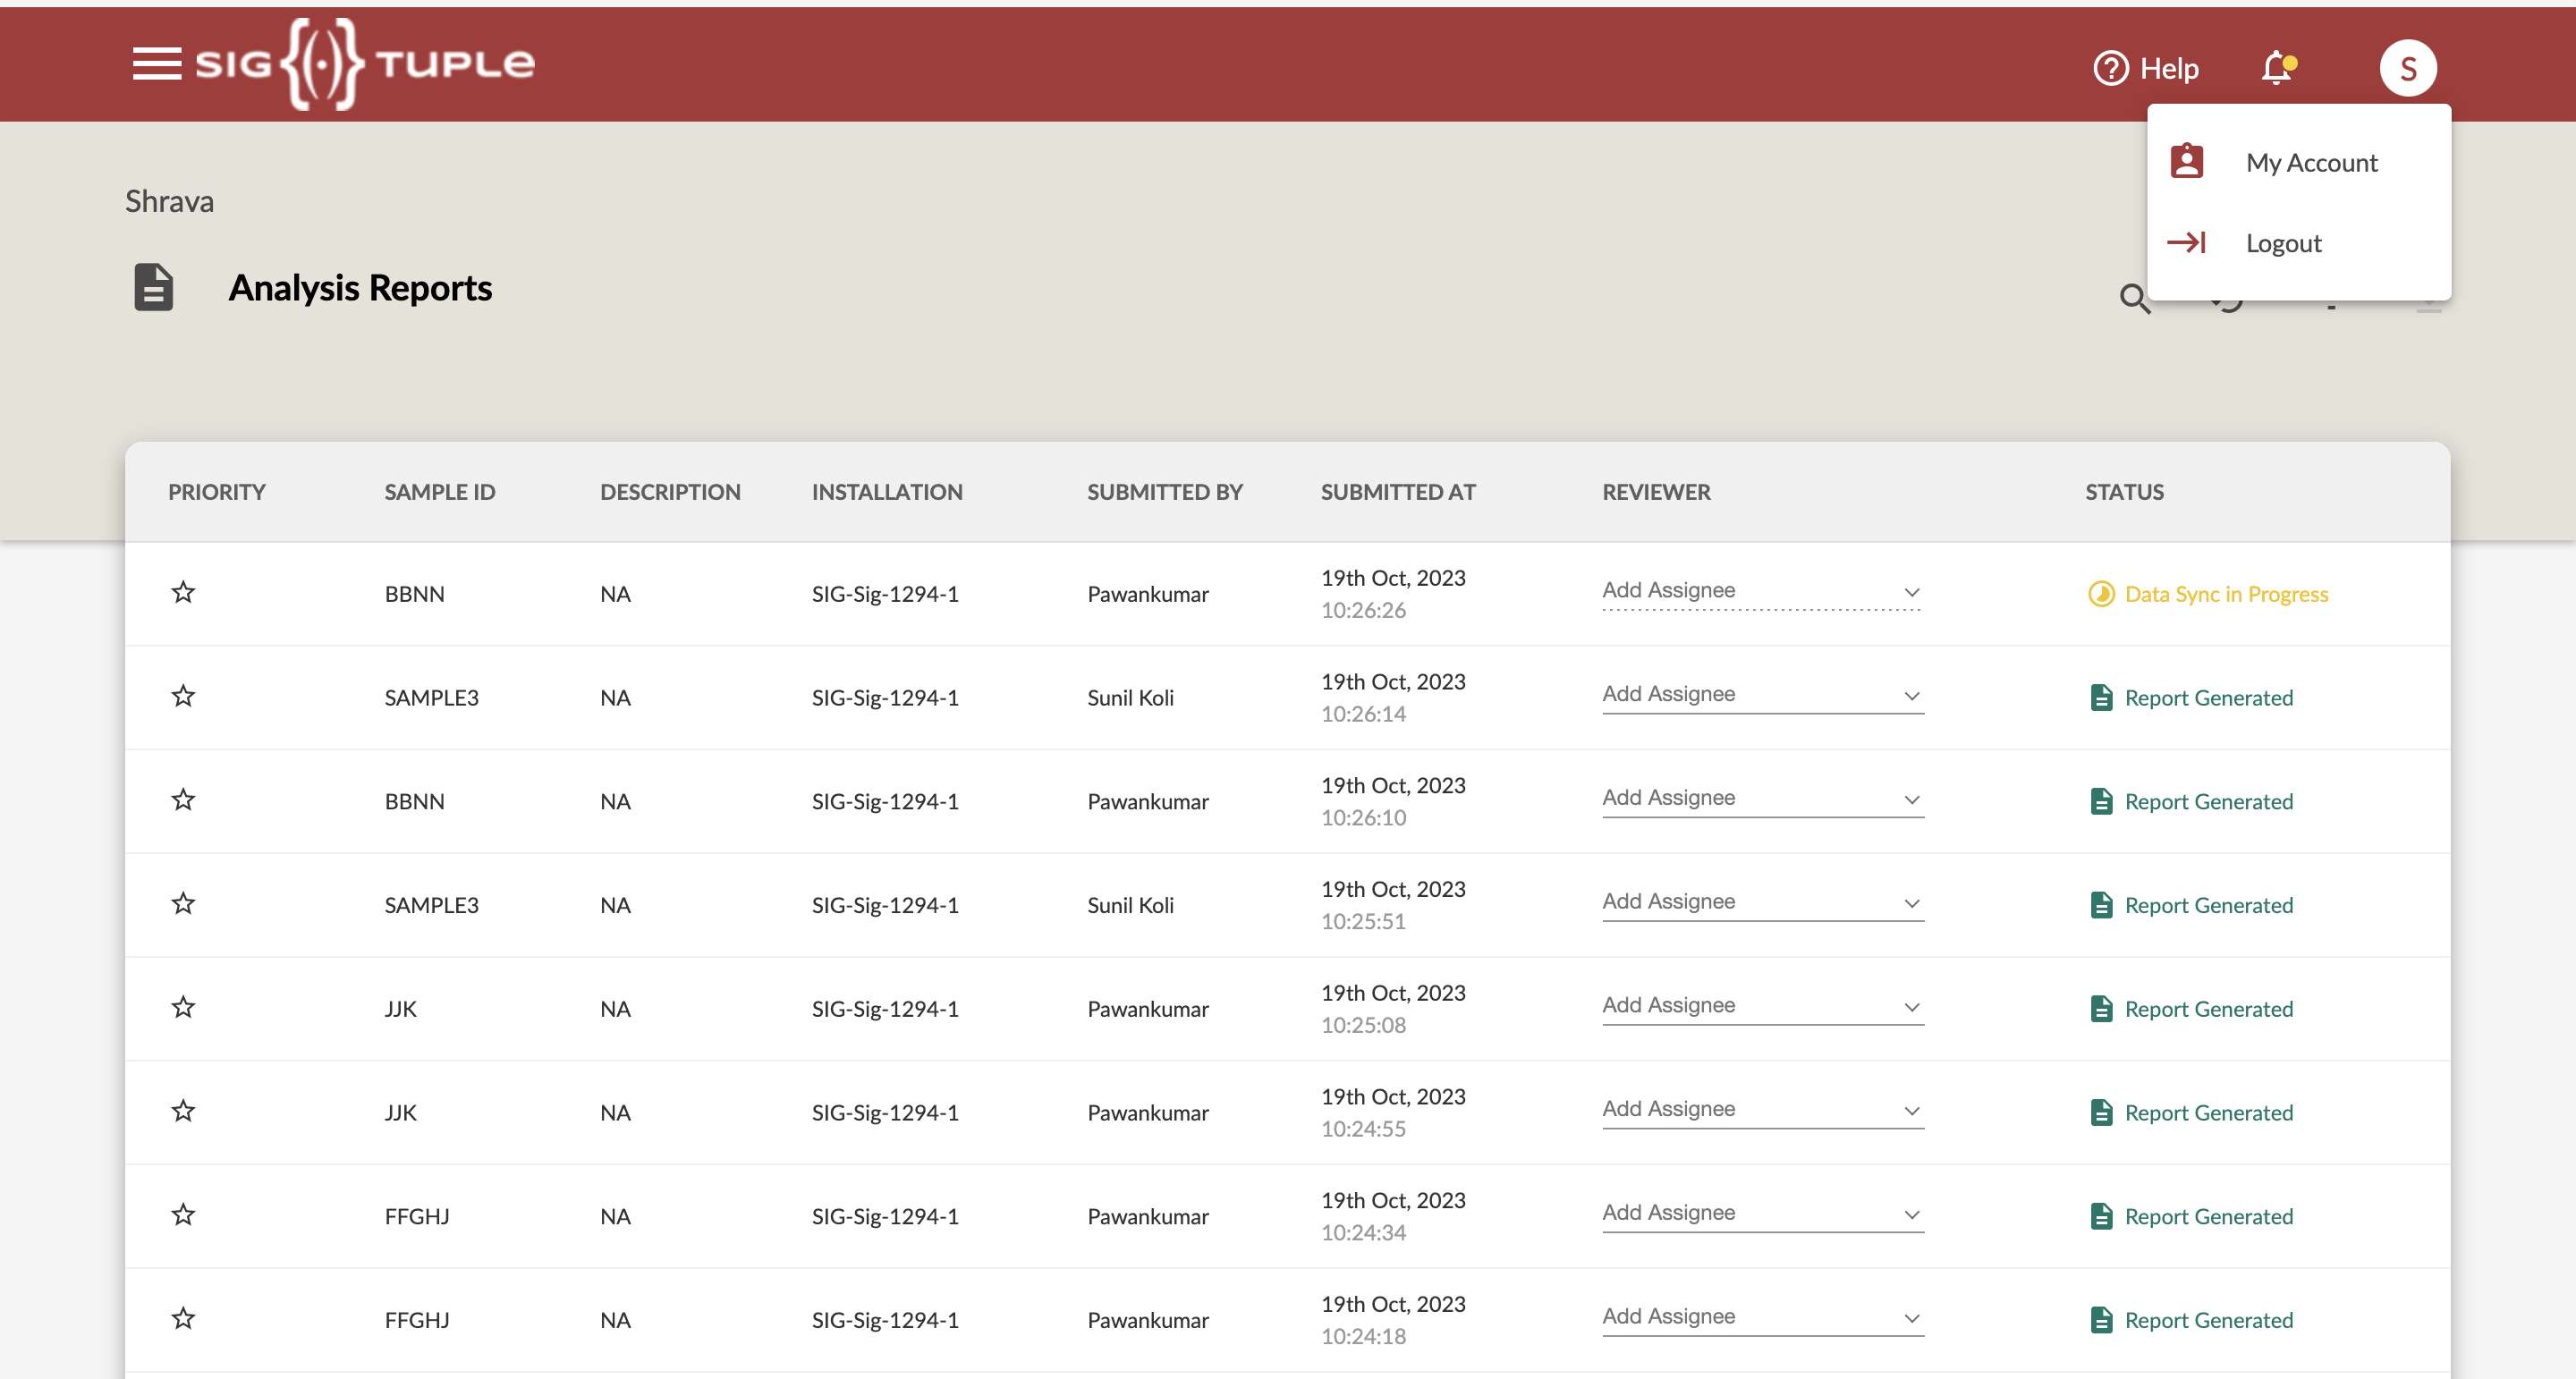 SIG TUPLE Help S
My Account
Logout
Shrava
Analysis Reports
PRIORITY SAMPLE ID DESCRIPTION INSTALLATION SUBMITTED BY SUBMITTED AT REVIEWER STATUS
BBNN NA SIG-Sig-1294-1 Pawankumar 19th Oct, 2023 Add Assignee Data Sync in Progress
10:26:26
SAMPLE3 NA SIG-Sig-1294-1 Sunil Koli 19th Oct, 2023 Add Assignee Report Generated
10:26:14
BBNN NA SIG-Sig-1294-1 Pawankumar 19th Oct, 2023 Add Assignee Report Generated
10:26:10
SAMPLE3 NA SIG-Sig-1294-1 Sunil Koli 19th Oct, 2023 Add Assignee Report Generated
10:25:51
JJK NA SIG-Sig-1294-1 Pawankumar 19th Oct, 2023 Add Assignee Report Generated
10:25:08
JJK NA SIG-Sig-1294-1 Pawankumar 19th Oct, 2023 Add Assignee Report Generated
10:24:55
FFGHJ NA SIG-Sig-1294-1 Pawankumar 19th Oct, 2023 Add Assignee Report Generated
10:24:34
FFGHJ NA SIG-Sig-1294-1 Pawankumar 19th Oct, 2023 Add Assignee Report Generated
10:24:18